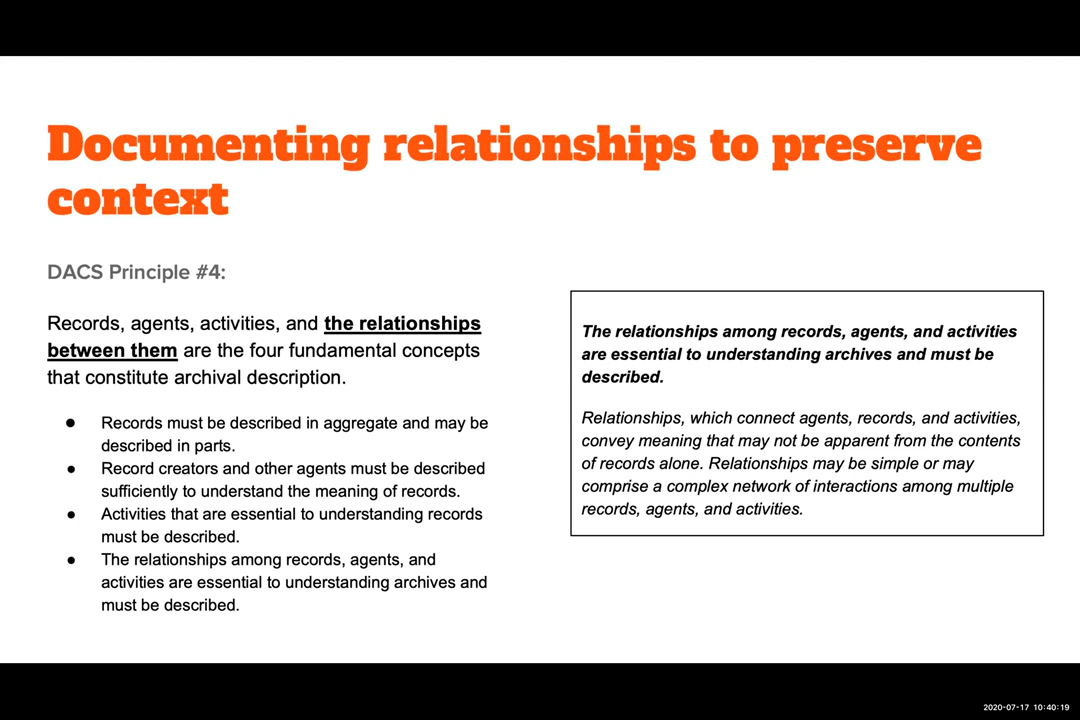 Documenting relationships to preserve
context
DACS Principle #4:
Records, agents, activities, and the relationships
between them are the four fundamental concepts
that constitute archival description.
● Records must be described in aggregate and may be
described in parts.
● Record creators and other agents must be described
sufficiently to understand the meaning of records.
● Activities that are essential to understanding records
must be described.
● The relationships among records, agents, and
activities are essential to understanding archives and
must be described.
The relationships among records, agents, and activities
are essential to understanding archives and must be
described.
Relationships, which connect agents, records, and activities,
convey meaning that may not be apparent from the contents
of records alone. Relationships may be simple or may
comprise a complex network of interactions among multiple
records, agents, and activities.
2020-07-17 10:40:19